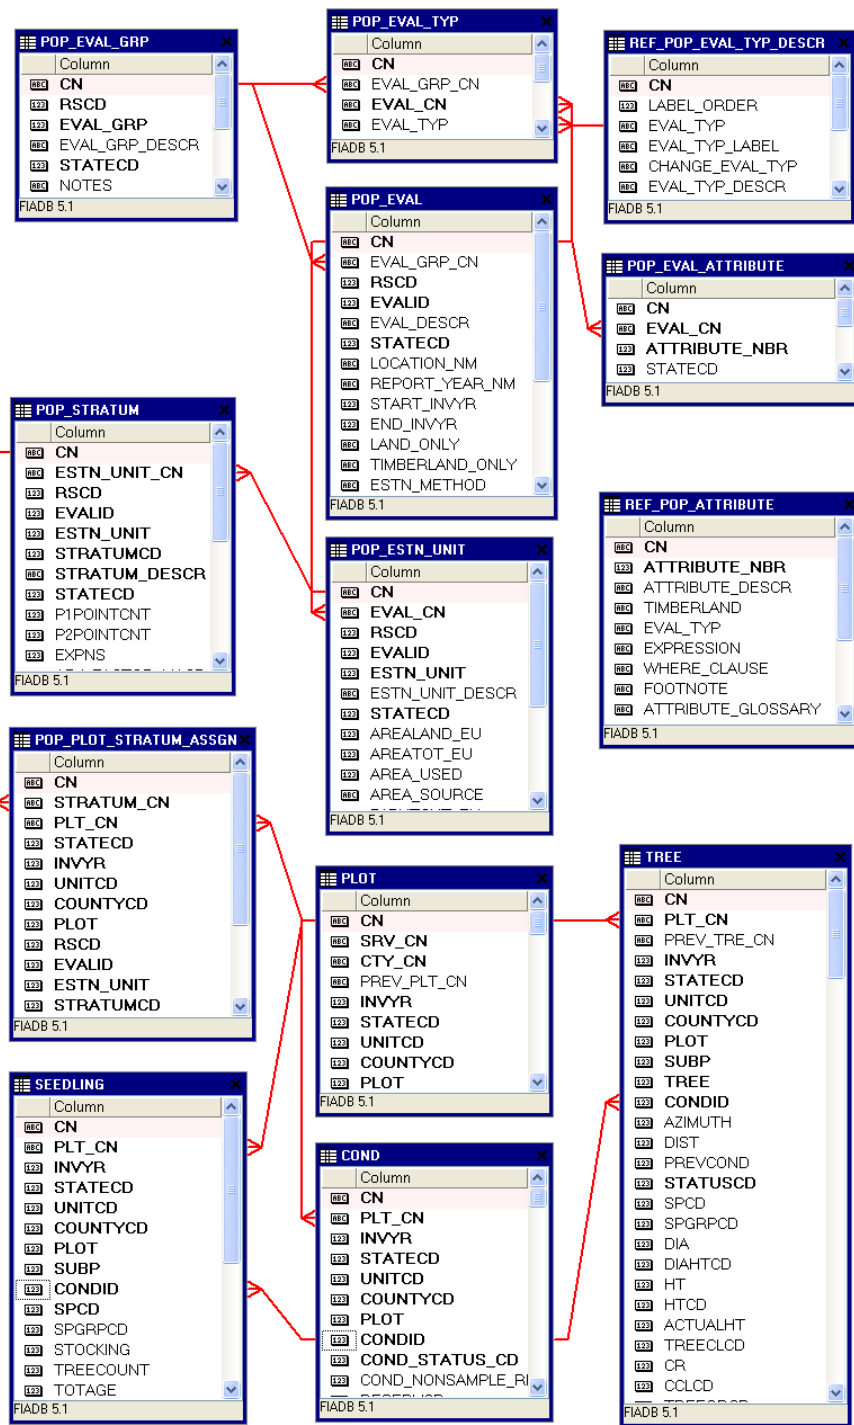 POP_EVAL_GRP
Column
CN
RSCD
EVAL_GRP
EVAL_GRP_DESCR
STATECD
NOTES
FIADB 5.1
POP_EVAL_TYP
Column
CN
EVAL_GRP_CN
EVAL_CN
EVAL_TYP
FIADB 5.1
REF_POP_EVAL_TYP_DESCR
Column
CN
LABEL_ORDER
EVAL_TYP
EVAL_TYP_LABEL
CHANGE_EVAL_TYP
EVAL_TYP_DESCR
FIADB 5.1
POP_EVAL
Column
CN
EVAL_GRP_CN
RSCD
EVALID
EVAL_DESCR
STATECD
LOCATION_NM
REPORT_YEAR_NM
START_INVYR
END_INVYR
LAND_ONLY
TIMBERLAND_ONLY
ESTN_METHOD
FIADB 5.1
POP_EVAL_ATTRIBUTE
Column
CN
EVAL_CN
ATTRIBUTE_NBR
STATECD
FIADB 5.1
POP_STRATUM
Column
CN
ESTN_UNIT_CN
RSCD
EVALID
ESTN_UNIT
STRATUMCD
STRATUM_DESCR
STATECD
P1POINTCNT
P2POINTCNT
EXPNS
FIADB 5.1
REF_POP_ATTRIBUTE
Column
CN
ATTRIBUTE_NBR
ATTRIBUTE_DESCR
TIMBERLAND
EVAL_TYP
EXPRESSION
WHERE_CLAUSE
FOOTNOTE
ATTRIBUTE_GLOSSARY
FIADB 5.1
POP_ESTN_UNIT
Column
CN
EVAL_CN
RSCD
EVALID
ESTN_UNIT
ESTN_UNIT_DESCR
STATECD
AREALAND_EU
AREATOT_EU
AREA_USED
AREA_SOURCE
FIADB 5.1
POP_PLOT_STRATUM_ASSGN
Column
CN
STRATUM_CN
PLT_CN
STATECD
INVYR
UNITCD
COUNTYCD
PLOT
RSCD
EVALID
ESTN_UNIT
STRATUMCD
FIADB 5.1
PLOT
Column
CN
SRV_CN
CTY_CN
PREV_PLT_CN
INVYR
STATECD
UNITCD
COUNTYCD
PLOT
FIADB 5.1
TREE
Column
CN
PLT_CN
PREV_TRE_CN
INVYR
STATECD
UNITCD
COUNTYCD
PLOT
SUBP
TREE
CONDID
AZIMUTH
DIST
PREVCOND
STATUSCD
SPCD
SPGRPCD
DIA
DIAHTCD
HT
HTCD
ACTUALHT
TREECLCD
CR
CCLCD
FIADB 5.1
SEEDLING
Column
CN
PLT_CN
INVYR
STATECD
UNITCD
COUNTYCD
PLOT
SUBP
CONDID
SPCD
SPGRPCD
STOCKING
TREECOUNT
TOTAGE
FIADB 5.1
COND
Column
CN
PLT_CN
INVYR
STATECD
UNITCD
COUNTYCD
PLOT
CONDID
COND_STATUS_CD
COND_NONSAMPLE_RE
FIADB 5.1